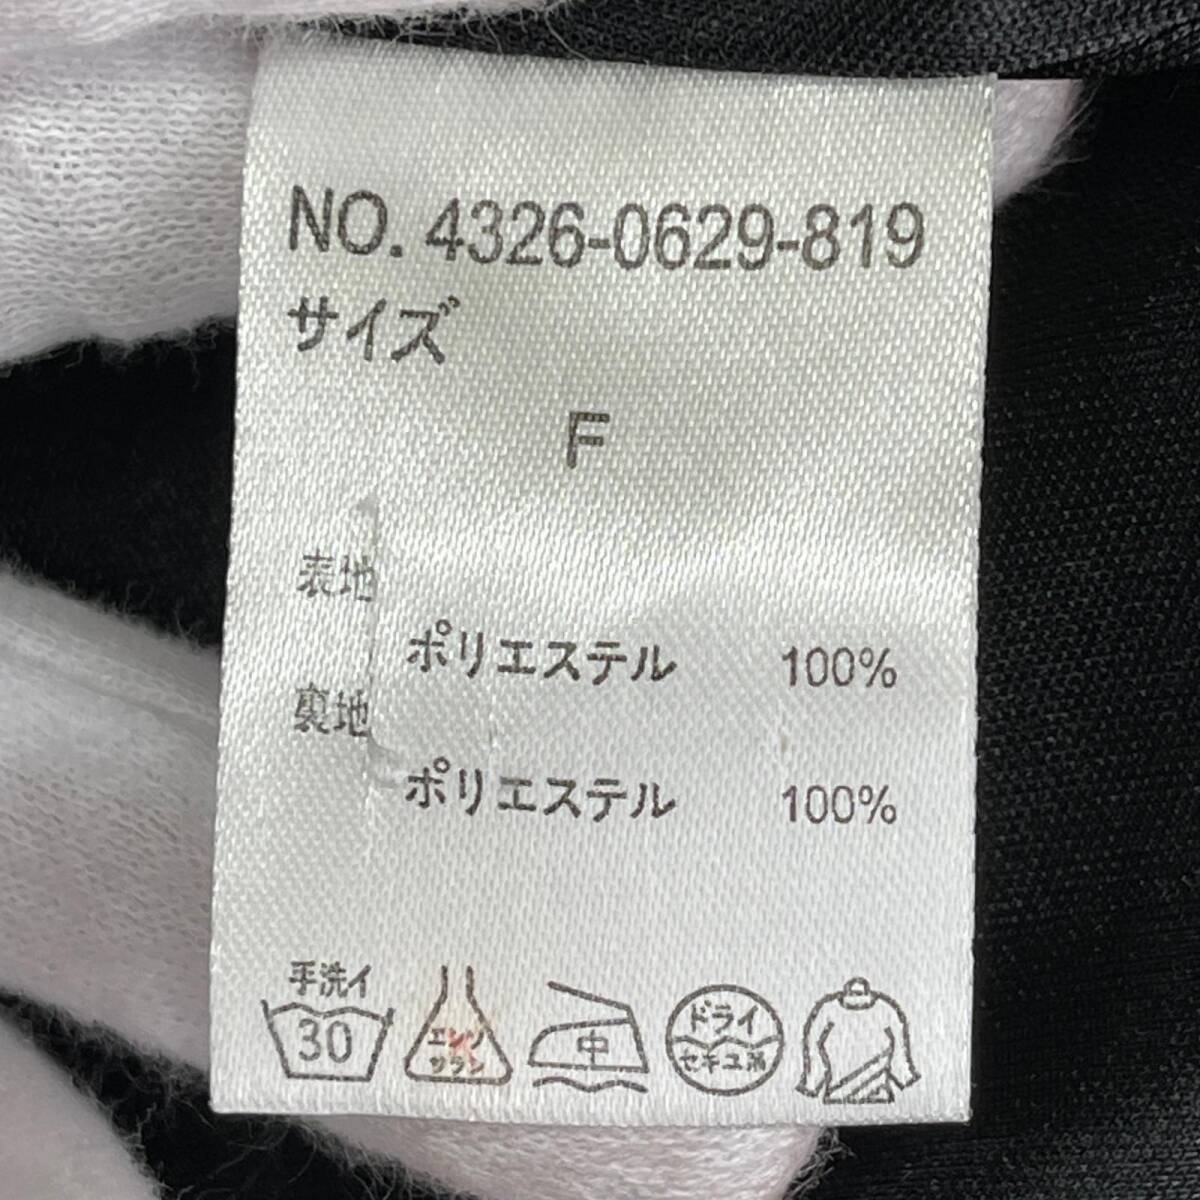 NO. 4326-0629-819
サイズ
F
表地
ポリエステル 100%
裏地
ポリエステル 100%
手洗イ
30
エンソ
サラシ
中
ドライ
セキユ系